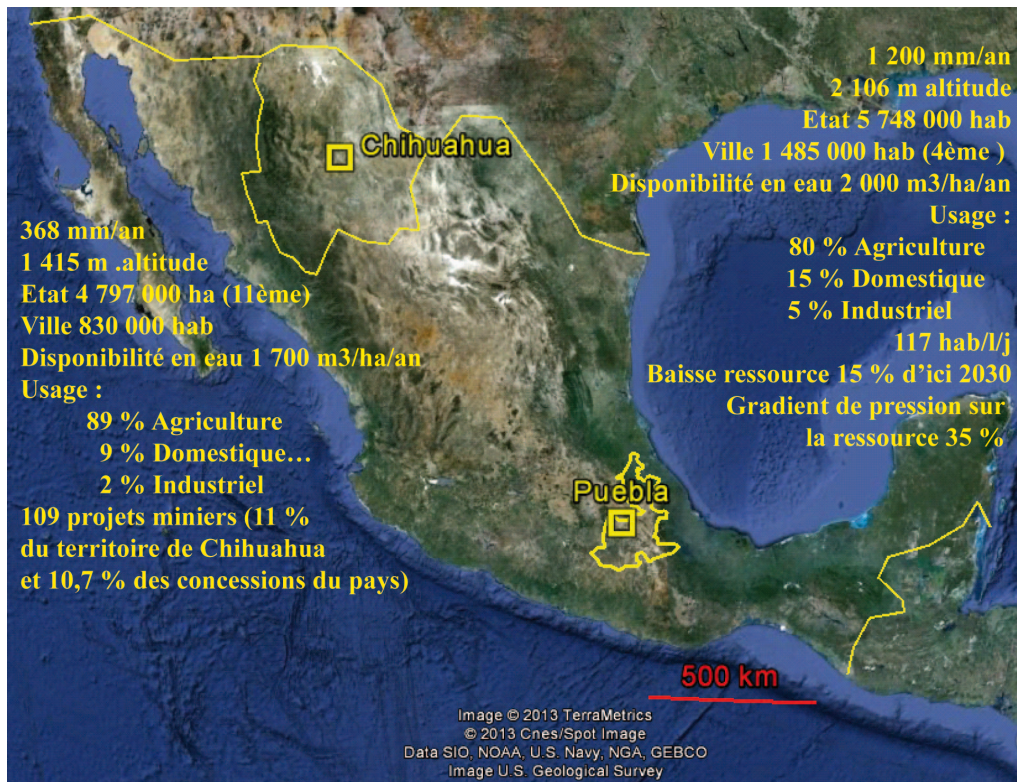 1 200 mm/an
2 106 m altitude
Etat 5 748 000 hab
Ville 1 485 000 hab (4ème )
Disponibilité en eau 2 000 m3/ha/an
Usage :
80 % Agriculture
15 % Domestique
5 % Industriel
117 hab/l/j
Baisse ressource 15 % d’ici 2030
Gradient de pression sur
la ressource 35 %
Chihuahua
368 mm/an
1 415 m .altitude
Etat 4 797 000 ha (11ème)
Ville 830 000 hab
Disponibilité en eau 1 700 m3/ha/an
Usage :
89 % Agriculture
9 % Domestique…
2 % Industriel
109 projets miniers (11 %
du territoire de Chihuahua
et 10,7 % des concessions du pays)
Puebla
500 km
Image © 2013 TerraMetrics
© 2013 Cnes/Spot Image
Data SIO, NOAA, U.S. Navy, NGA, GEBCO
Image U.S. Geological Survey